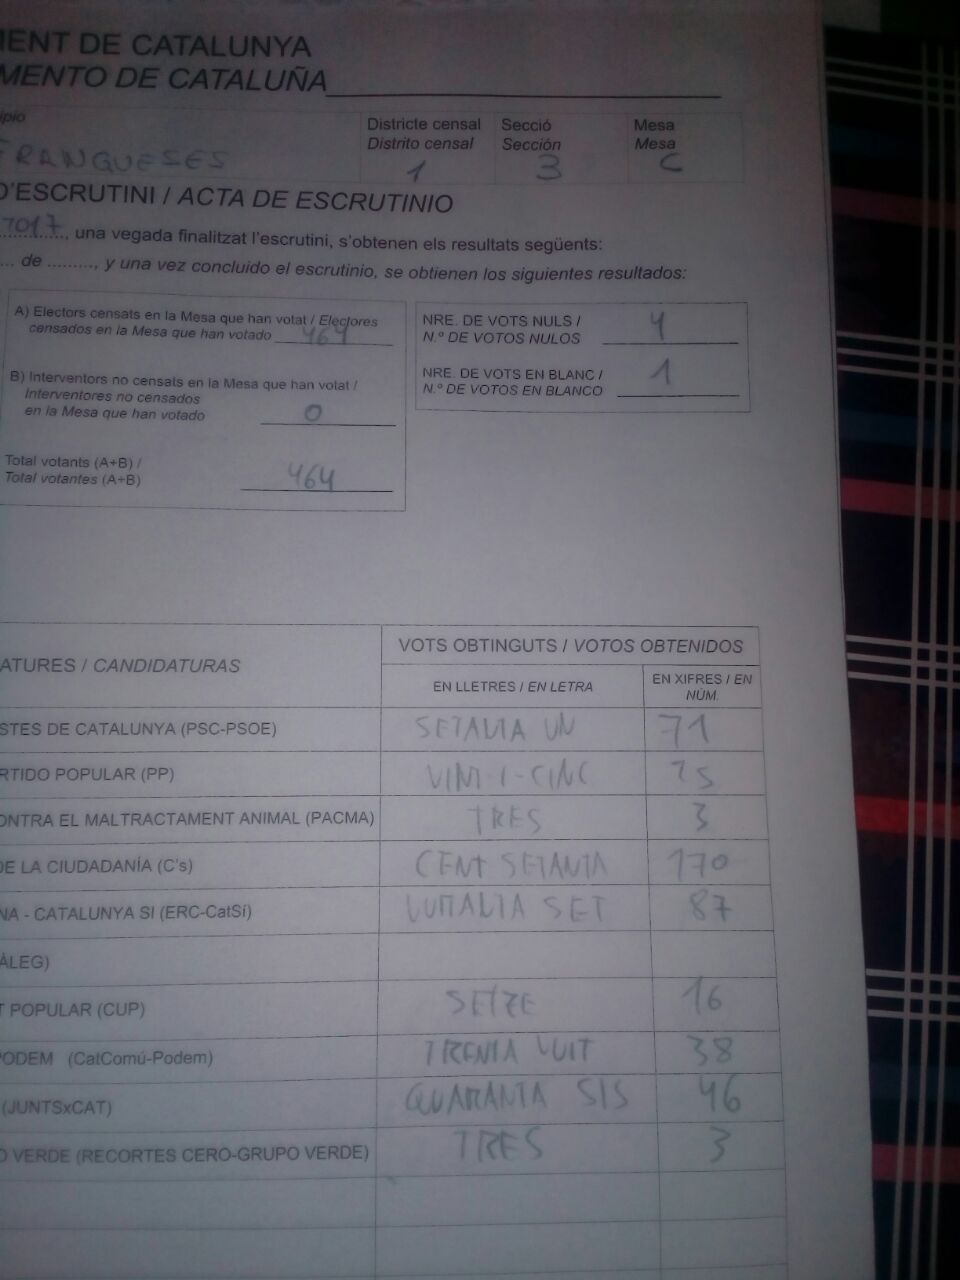 MENT DE CATALUNYA
MENTO DE CATALUÑA
ipio
Districte censal
Distrito censal
Secció
Sección
Mesa
Mesa
FRANQUESES
1
3
C
D'ESCRUTINI / ACTA DE ESCRUTINIO
2017, una vegada finalitzat l'escrutini, s'obtenen els resultats següents:
... de ........., y una vez concluido el escrutinio, se obtienen los siguientes resultados:
A) Electors censats en la Mesa que han votat / Electores
censados en la Mesa que han votado 464
B) Interventors no censats en la Mesa que han votat /
Interventores no censados
en la Mesa que han votado 0
Total votants (A+B) /
Total votantes (A+B) 464
NRE. DE VOTS NULS /
N.º DE VOTOS NULOS 4
NRE. DE VOTS EN BLANC /
N.º DE VOTOS EN BLANCO 1
ATURES / CANDIDATURAS
VOTS OBTINGUTS / VOTOS OBTENIDOS
EN LLETRES / EN LETRA
EN XIFRES / EN
NÚM.
STES DE CATALUNYA (PSC-PSOE) SETANTA UN 71
RTIDO POPULAR (PP) VINT-I-CINC 25
ONTRA EL MALTRACTAMENT ANIMAL (PACMA) TRES 3
DE LA CIUDADANÍA (C's) CENT SETANTA 170
NA - CATALUNYA SI (ERC-CatSí) VUITANTA SET 87
ÀLEG)
T POPULAR (CUP) SETZE 16
PODEM (CatComú-Podem) TRENTA VUIT 38
(JUNTSxCAT) QUARANTA SIS 46
O VERDE (RECORTES CERO-GRUPO VERDE) TRES 3